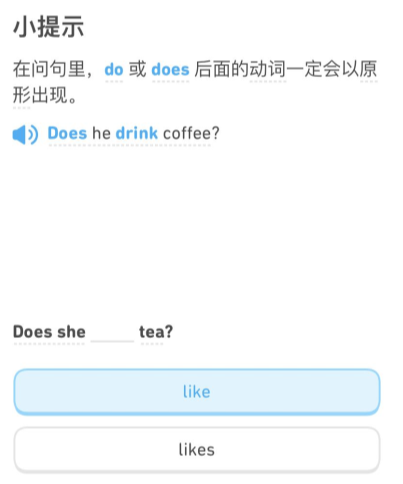 小提示
在问句里，do 或 does 后面的动词一定会以原
形出现。
Does he drink coffee?
Does she _____ tea?
like
likes